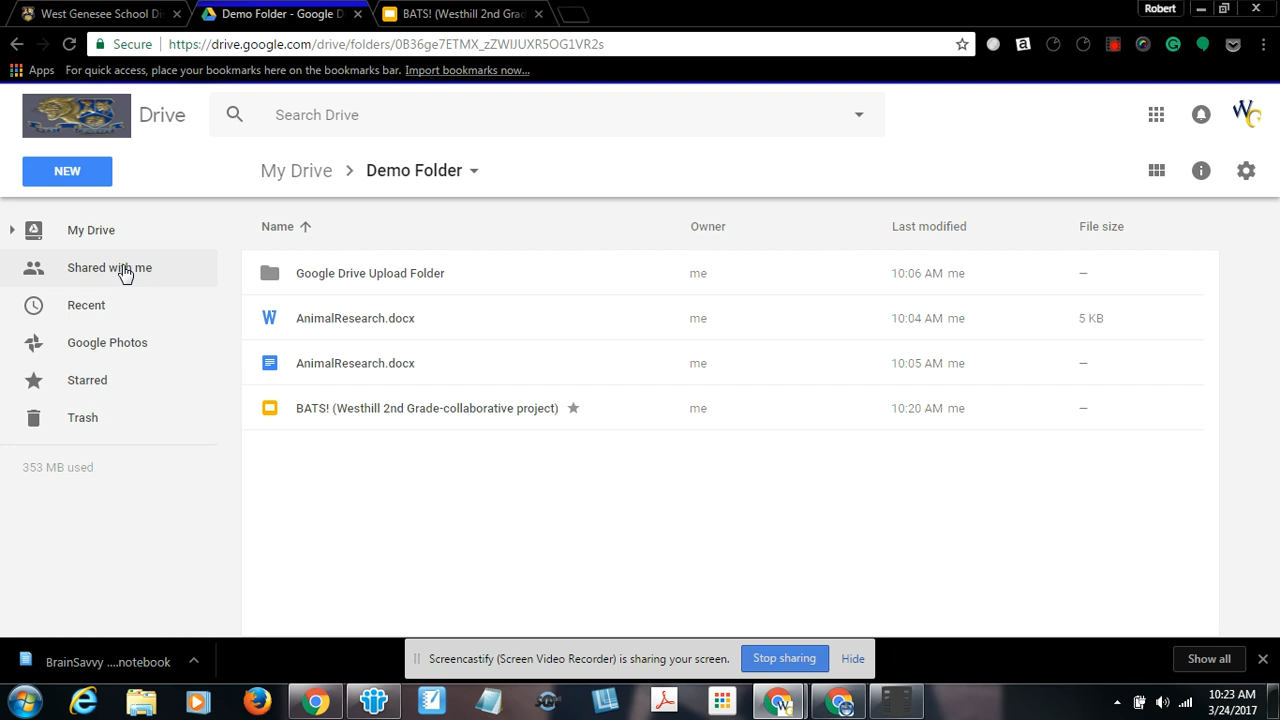 West Genesee School Di
Demo Folder - Google D
BATS! (Westhill 2nd Grad
Robert
Secure
https://drive.google.com/drive/folders/0B36ge7ETMX_zZWlJUXR5OG1VR2s
Apps
For quick access, place your bookmarks here on the bookmarks bar. Import bookmarks now...
Drive
Search Drive
NEW
My Drive > Demo Folder
My Drive
Shared with me
Recent
Google Photos
Starred
Trash
353 MB used
Name Owner Last modified File size
Google Drive Upload Folder me 10:06 AM me –
AnimalResearch.docx me 10:04 AM me 5 KB
AnimalResearch.docx me 10:05 AM me –
BATS! (Westhill 2nd Grade-collaborative project) me 10:20 AM me –
BrainSavvy ....notebook
Screencastify (Screen Video Recorder) is sharing your screen.
Stop sharing
Hide
Show all
10:23 AM
3/24/2017